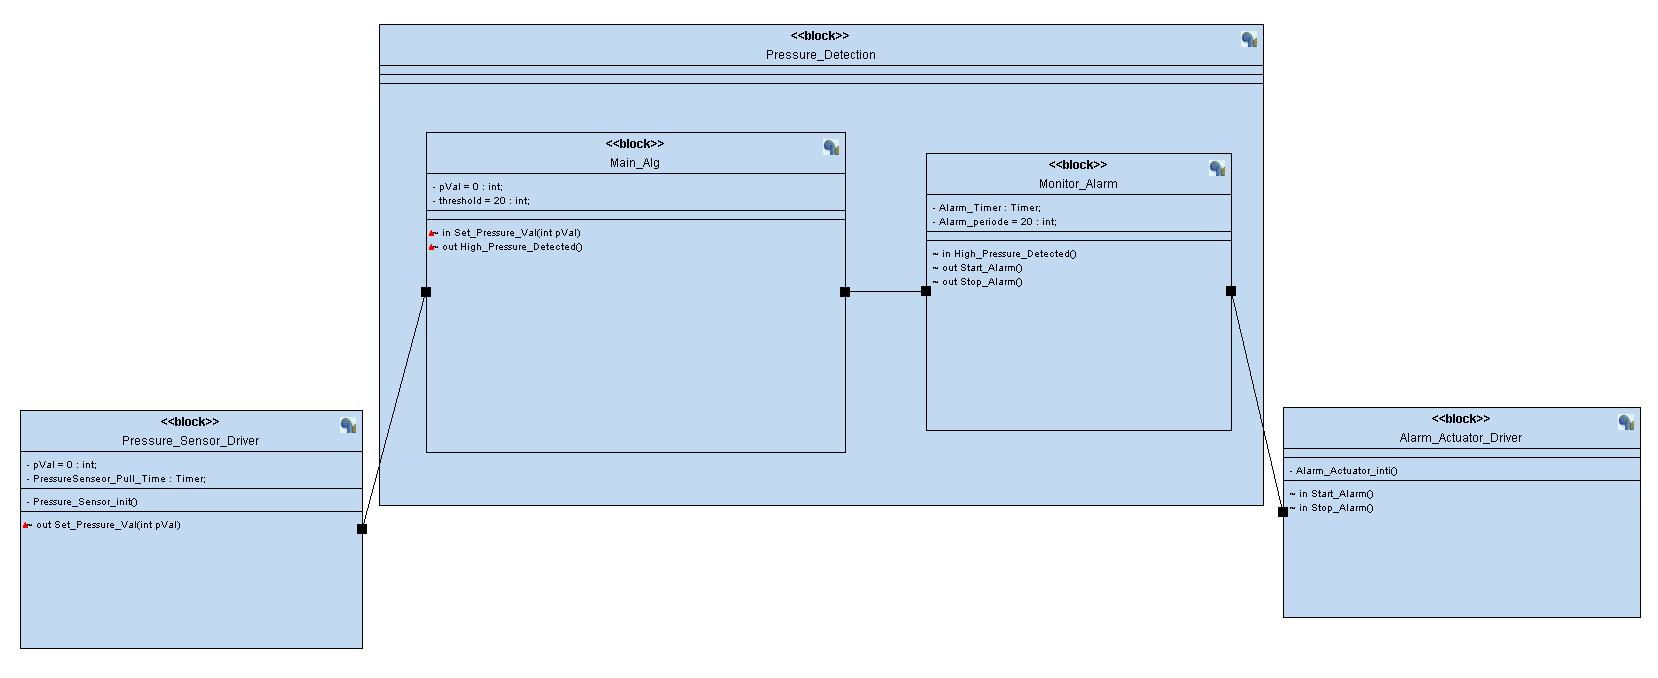 <<block>>
Pressure_Detection
<<block>>
Main_Alg
- pVal = 0 : int;
- threshold = 20 : int;
~ in Set_Pressure_Val(int pVal)
~ out High_Pressure_Detected()
<<block>>
Monitor_Alarm
- Alarm_Timer : Timer;
- Alarm_periode = 20 : int;
~ in High_Pressure_Detected()
~ out Start_Alarm()
~ out Stop_Alarm()
<<block>>
Pressure_Sensor_Driver
- pVal = 0 : int;
- PressureSenseor_Pull_Time : Timer;
- Pressure_Sensor_init()
~ out Set_Pressure_Val(int pVal)
<<block>>
Alarm_Actuator_Driver
- Alarm_Actuator_inti()
~ in Start_Alarm()
~ in Stop_Alarm()